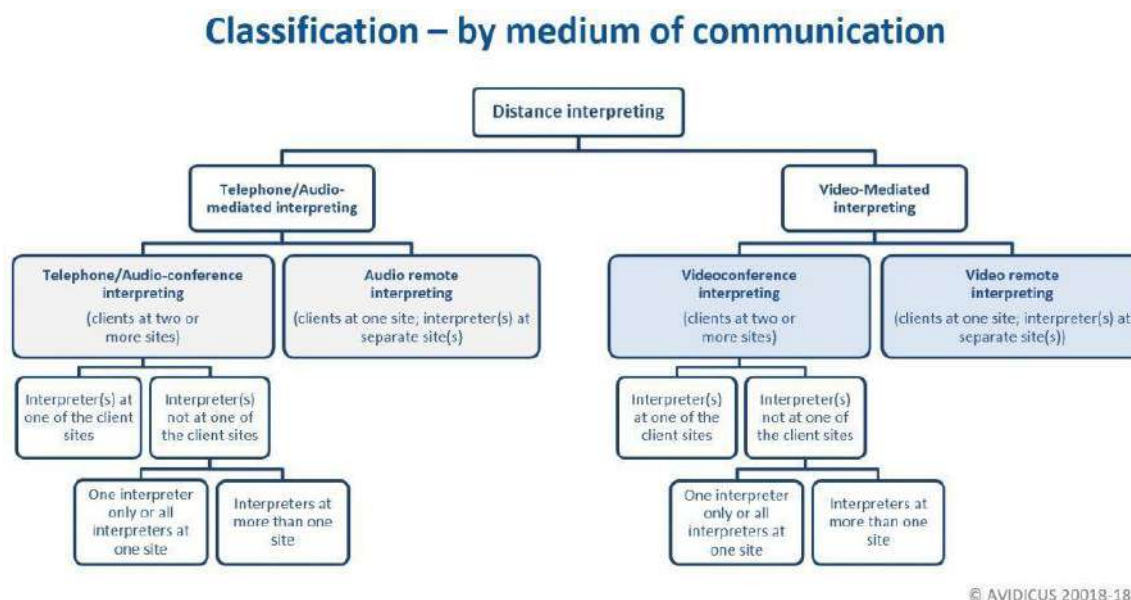 Classification – by medium of communication
Distance interpreting
Telephone/Audio-
mediated interpreting
Video-Mediated
interpreting
Telephone/Audio-conference
interpreting
(clients at two or
more sites)
Audio remote
interpreting
(clients at one site; interpreter(s) at
separate site(s)
Videoconference
interpreting
(clients at two or
more sites)
Video remote
interpreting
(clients at one site; interpreter(s) at
separate site(s))
Interpreter(s) at
one of the client
sites
Interpreter(s)
not at one of
the client sites
Interpreter(s)
at one of the
client sites
Interpreter(s)
not at one of
the client sites
One interpreter
only or all
interpreters at
one site
Interpreters at
more than one
site
One interpreter
only or all
interpreters at
one site
Interpreters at
more than one
site
© AVIDICUS 20018-18